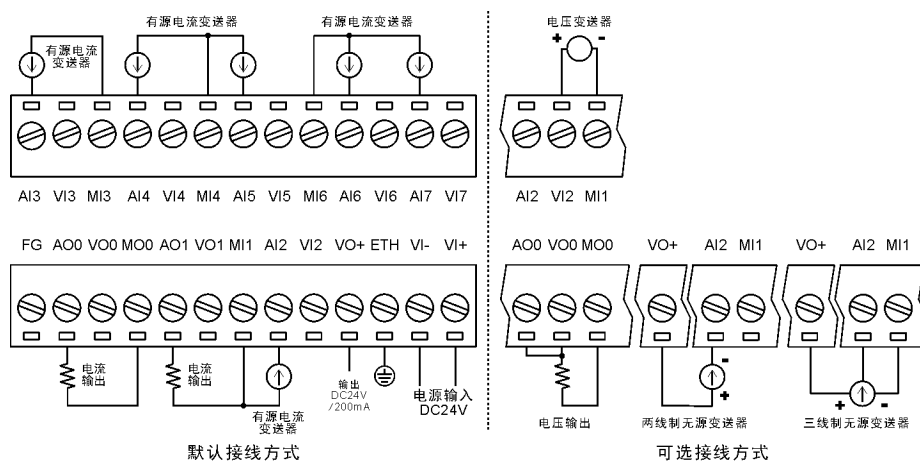 有源电流变送器
有源电流变送器
电压变送器
有源电流
变送器
+ -
AI3 VI3 MI3 AI4 VI4 MI4 AI5 VI5 MI6 AI6 VI6 AI7 VI7
AI2 VI2 MI1
FG AO0 VO0 MO0 AO1 VO1 MI1 AI2 VI2 VO+ ETH VI- VI+
AO0 VO0 MO0
VO+ AI2 MI1
VO+ AI2 MI1
电流
输出
电流
输出
有源电流
变送器
输出
DC24V
/200mA
电源输入
DC24V
电压输出
-
+
两线制无源变送器
+ -
三线制无源变送器
默认接线方式
可选接线方式